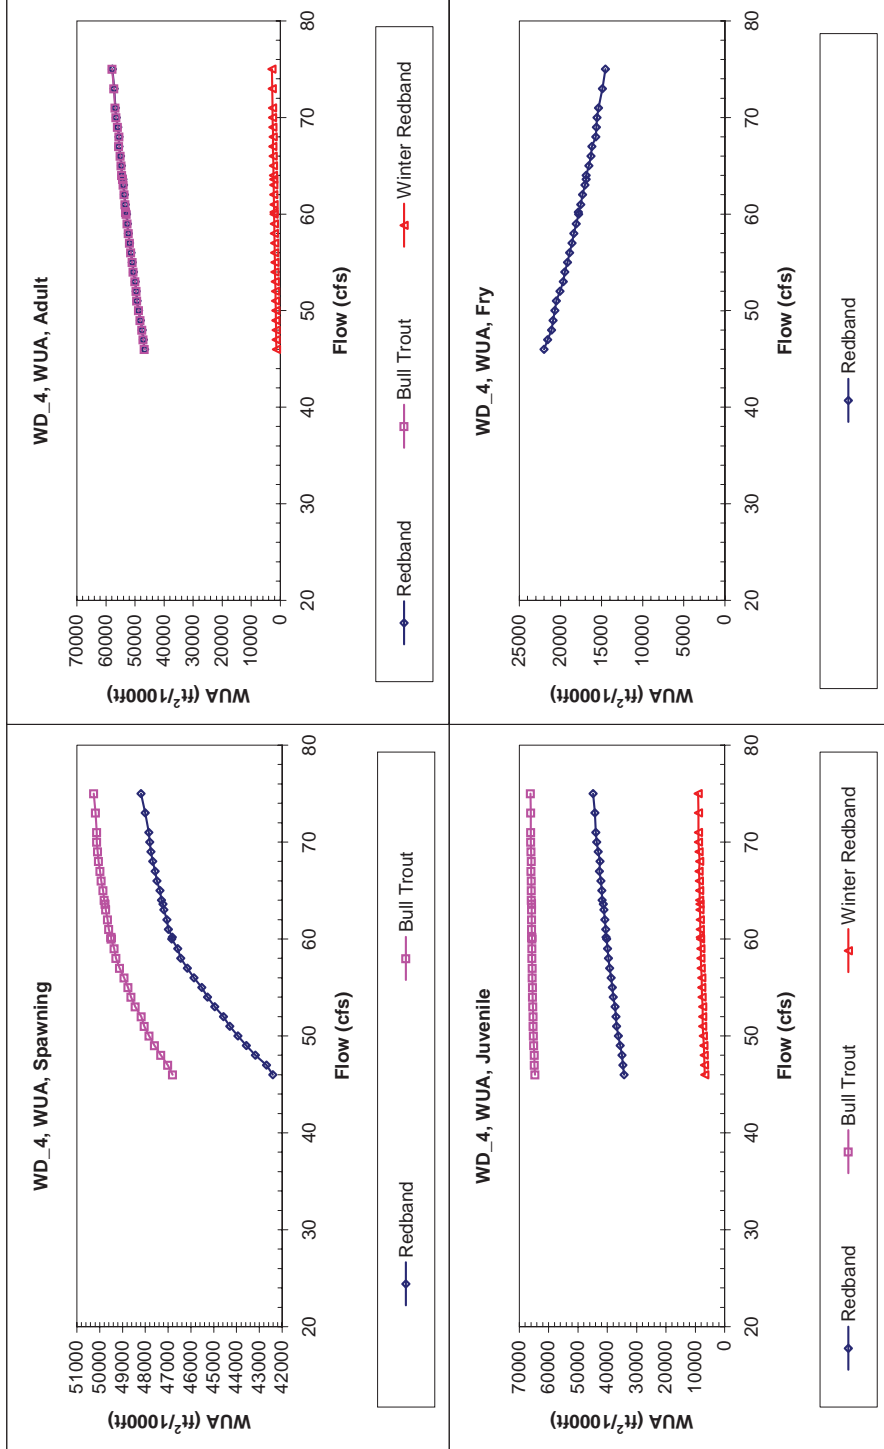 WD_4, WUA, Spawning
WUA (ft²/1000ft)
51000
50000
49000
48000
47000
46000
45000
44000
43000
42000
20 30 40 50 60 70 80
Flow (cfs)
Redband Bull Trout
WD_4, WUA, Adult
WUA (ft²/1000ft)
70000
60000
50000
40000
30000
20000
10000
0
20 30 40 50 60 70 80
Flow (cfs)
Redband Bull Trout Winter Redband
WD_4, WUA, Juvenile
WUA (ft²/1000ft)
70000
60000
50000
40000
30000
20000
10000
0
20 30 40 50 60 70 80
Flow (cfs)
Redband Bull Trout Winter Redband
WD_4, WUA, Fry
WUA (ft²/1000ft)
25000
20000
15000
10000
5000
0
20 30 40 50 60 70 80
Flow (cfs)
Redband